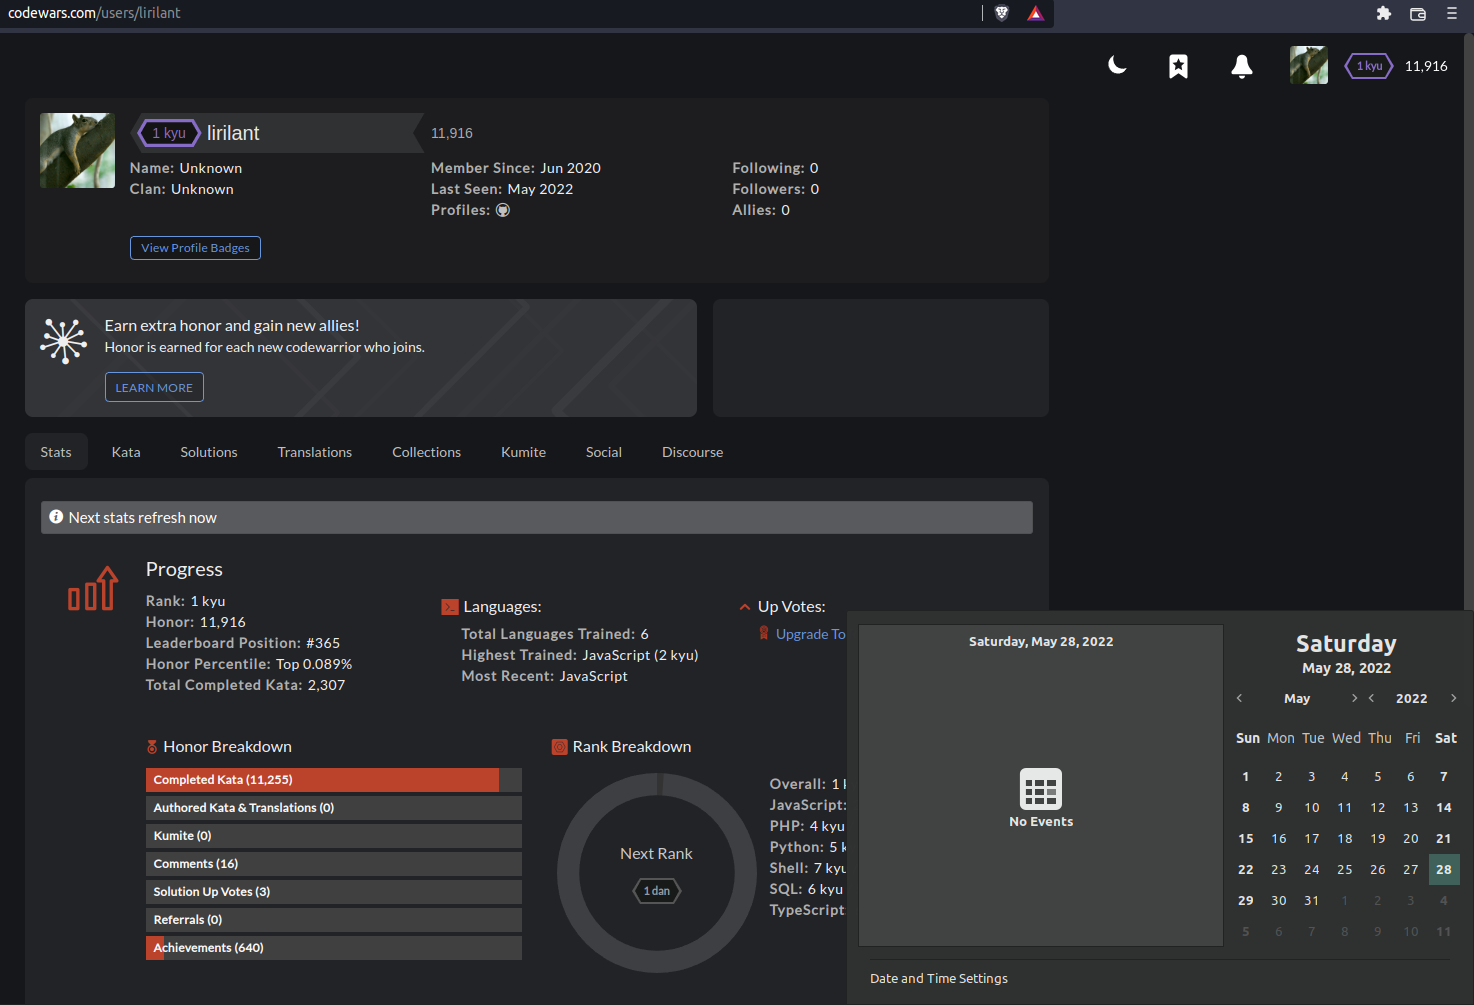 codewars.com/users/lirilant
1 kyu
11,916
1 kyu
lirilant
11,916
Name: Unknown
Clan: Unknown
Member Since: Jun 2020
Last Seen: May 2022
Profiles:
Following: 0
Followers: 0
Allies: 0
View Profile Badges
Earn extra honor and gain new allies!
Honor is earned for each new codewarrior who joins.
LEARN MORE
Stats Kata Solutions Translations Collections Kumite Social Discourse
Next stats refresh now
Progress
Rank: 1 kyu
Honor: 11,916
Leaderboard Position: #365
Honor Percentile: Top 0.089%
Total Completed Kata: 2,307
Languages:
Total Languages Trained: 6
Highest Trained: JavaScript (2 kyu)
Most Recent: JavaScript
Up Votes:
Upgrade To
Honor Breakdown
Completed Kata (11,255)
Authored Kata & Translations (0)
Kumite (0)
Comments (16)
Solution Up Votes (3)
Referrals (0)
Achievements (640)
Rank Breakdown
Next Rank
1 dan
Overall: 1
JavaScript:
PHP: 4 kyu
Python: 5
Shell: 7 kyu
SQL: 6 kyu
TypeScript
Saturday, May 28, 2022
No Events
Saturday
May 28, 2022
< May > < 2022 >
Sun Mon Tue Wed Thu Fri Sat
1 2 3 4 5 6 7
8 9 10 11 12 13 14
15 16 17 18 19 20 21
22 23 24 25 26 27 28
29 30 31 1 2 3 4
5 6 7 8 9 10 11
Date and Time Settings